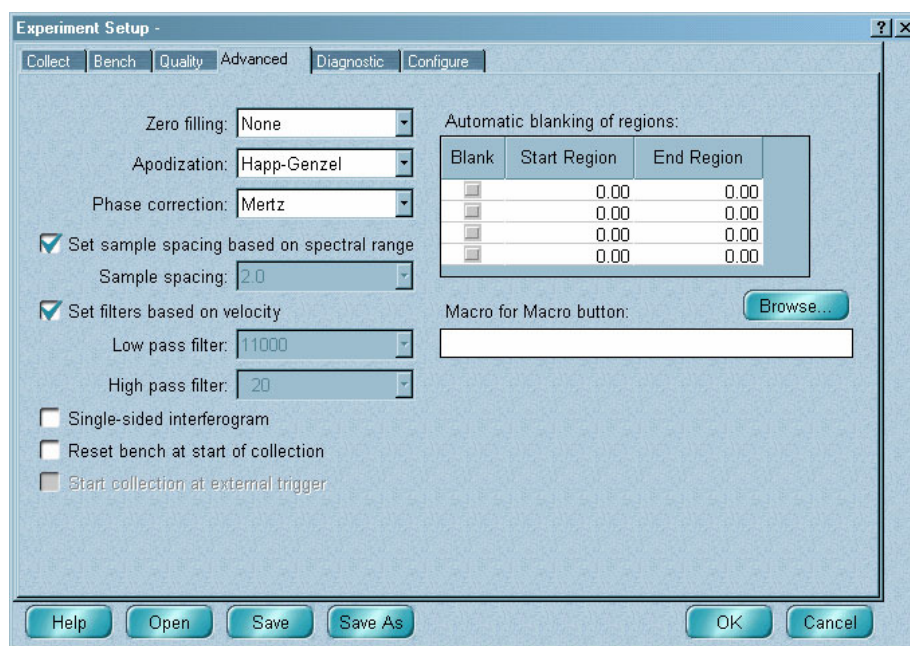 Experiment Setup -
Collect Bench Quality Advanced Diagnostic Configure
Zero filling: None
Apodization: Happ-Genzel
Phase correction: Mertz
Set sample spacing based on spectral range
Sample spacing: 2.0
Set filters based on velocity
Low pass filter: 11000
High pass filter: 20
Single-sided interferogram
Reset bench at start of collection
Start collection at external trigger
Automatic blanking of regions:
Blank Start Region End Region
0.00 0.00
0.00 0.00
0.00 0.00
0.00 0.00
Macro for Macro button: Browse...
Help Open Save Save As OK Cancel